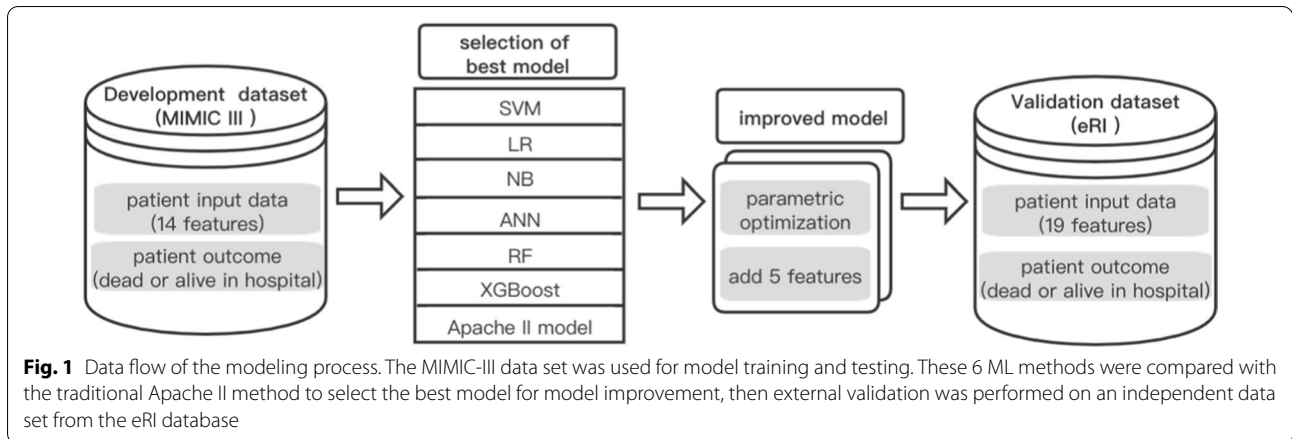 Development dataset
(MIMIC III )
patient input data
(14 features)
patient outcome
(dead or alive in hospital)
selection of
best model
SVM
LR
NB
ANN
RF
XGBoost
Apache II model
improved model
parametric
optimization
add 5 features
Validation dataset
(eRI )
patient input data
(19 features)
patient outcome
(dead or alive in hospital)
Fig. 1 Data flow of the modeling process. The MIMIC-III data set was used for model training and testing. These 6 ML methods were compared with
the traditional Apache II method to select the best model for model improvement, then external validation was performed on an independent data
set from the eRI database